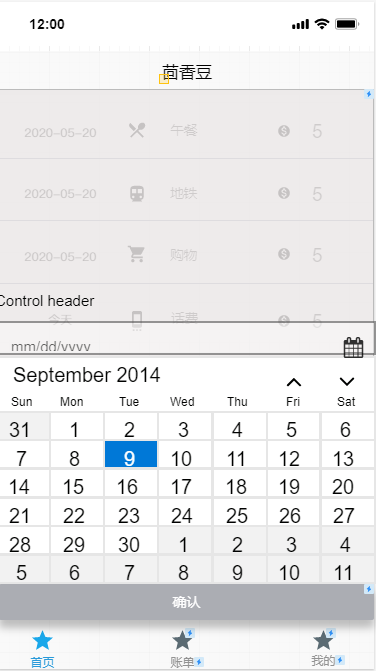 12:00
茴香豆
2020-05-20 午餐 5
2020-05-20 地铁 5
2020-05-20 购物 5
Control header
今天 话费 5
mm/dd/yyyy
September 2014
Sun Mon Tue Wed Thu Fri Sat
31 1 2 3 4 5 6
7 8 9 10 11 12 13
14 15 16 17 18 19 20
21 22 23 24 25 26 27
28 29 30 1 2 3 4
5 6 7 8 9 10 11
确认
首页 账单 我的